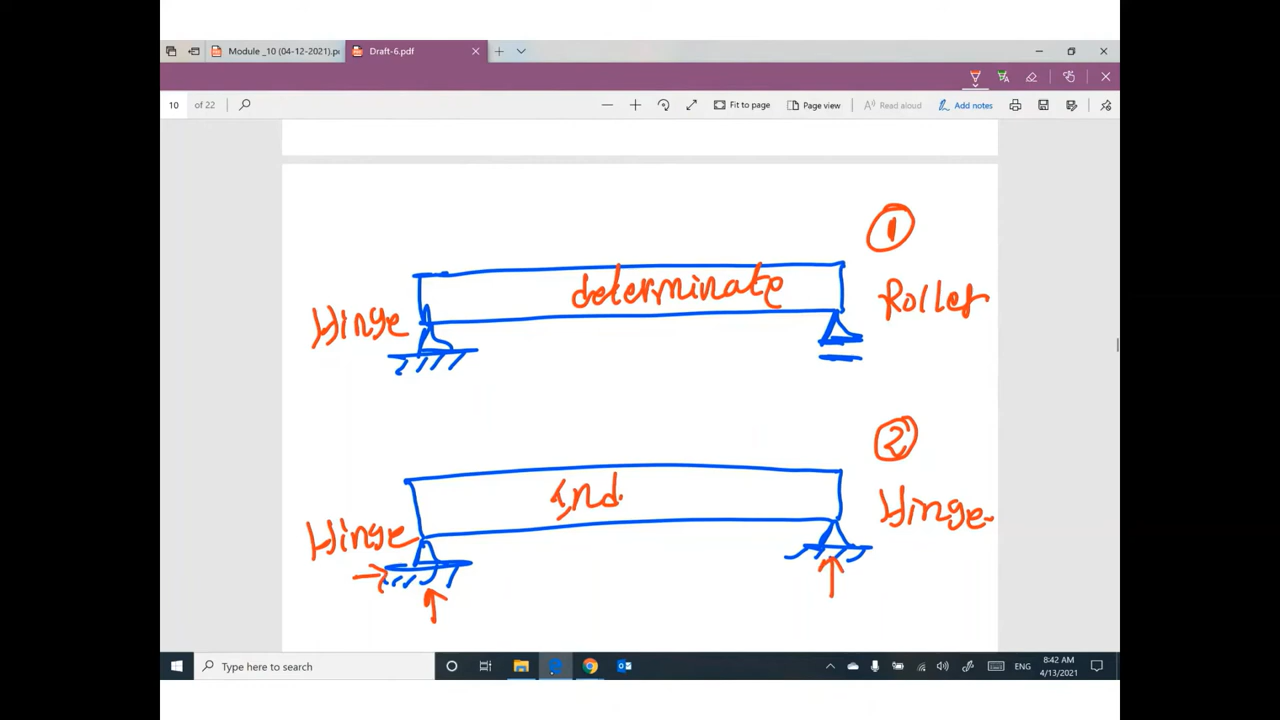 Module _10 (04-12-2021).p
Draft-6.pdf
10 of 22
Fit to page
Page view
Read aloud
Add notes
1
determinate
Hinge
Roller
2
Ind.
Hinge
Hinge
Type here to search
ENG
8:42 AM
4/13/2021